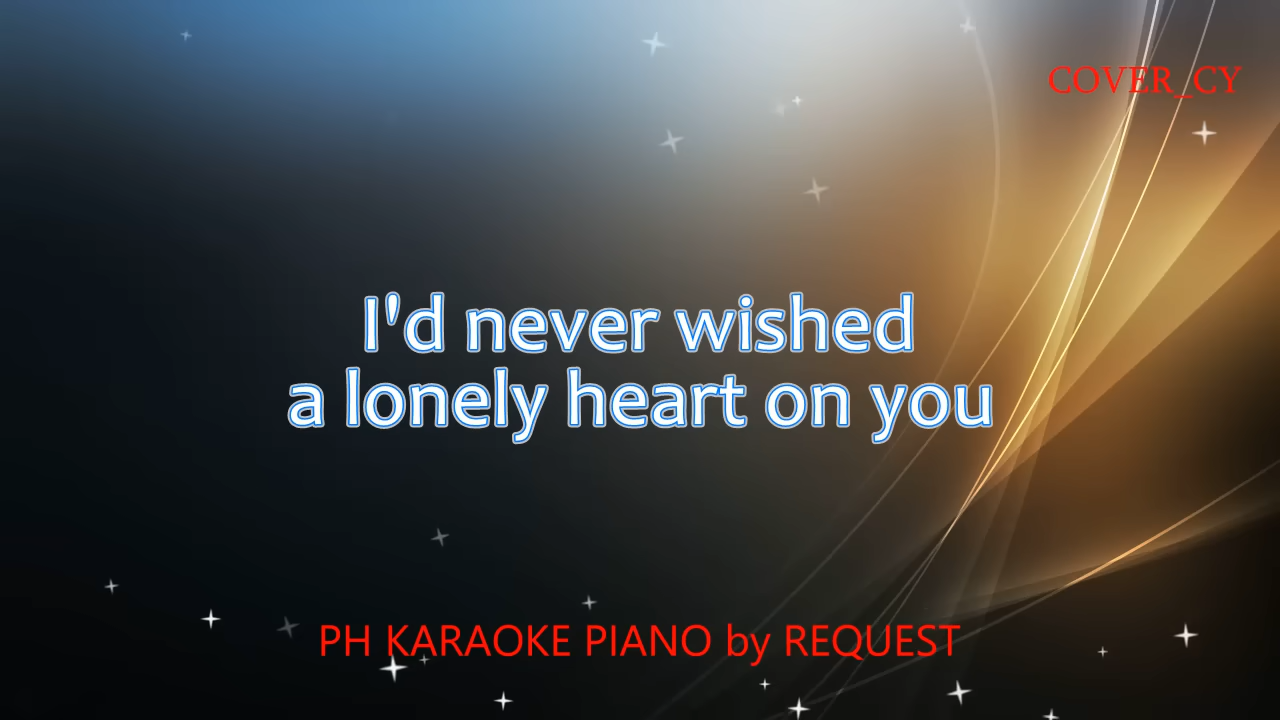 COVER_CY
I'd never wished
a lonely heart on you
PH KARAOKE PIANO by REQUEST